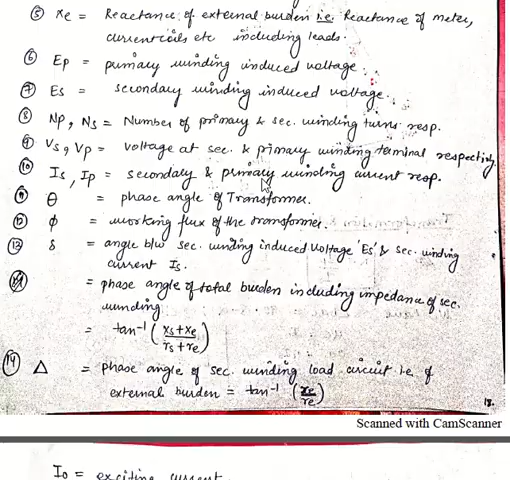 ⑤ xe = Reactance of external burden i.e. Reactance of meter,
current coils etc including leads.
⑥ Ep = primary winding induced voltage.
⑦ Es = secondary winding induced voltage.
⑧ Np, Ns = Number of primary & sec. winding turns resp.
⑨ Vs, Vp = voltage at sec. & primary winding terminal respectively.
⑩ Is, Ip = secondary & primary winding current resp.
θ = phase angle of Transformer.
⑫ φ = working flux of the transformer.
⑬ δ = angle b/w sec. winding induced voltage 'Es' & sec. winding
current Is.
= phase angle of total burden including impedance of sec.
winding
= tan⁻¹ (xs+xe / rs+re)
⑭ Δ = phase angle of sec. winding load circuit i.e. of
external burden = tan⁻¹ (xe / re)
18.
Scanned with CamScanner
Io = exciting current